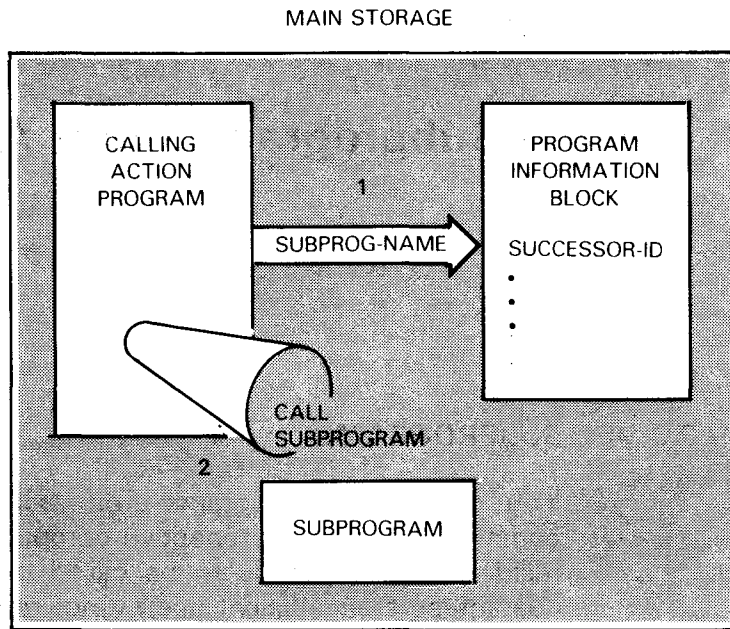 MAIN STORAGE
CALLING
ACTION
PROGRAM
1
SUBPROG-NAME
PROGRAM
INFORMATION
BLOCK
SUCCESSOR-ID
•
•
•
CALL
SUBPROGRAM
2
SUBPROGRAM